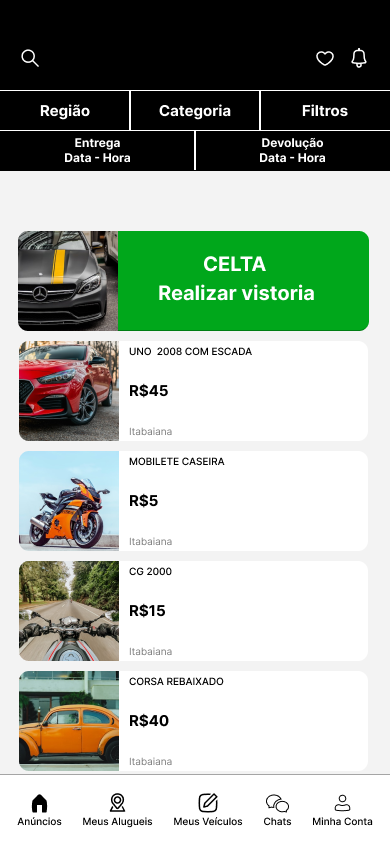 Região
Categoria
Filtros
Entrega
Data - Hora
Devolução
Data - Hora
CELTA
Realizar vistoria
UNO 2008 COM ESCADA
R$45
Itabaiana
MOBILETE CASEIRA
R$5
Itabaiana
CG 2000
R$15
Itabaiana
CORSA REBAIXADO
R$40
Itabaiana
Anúncios
Meus Alugueis
Meus Veículos
Chats
Minha Conta